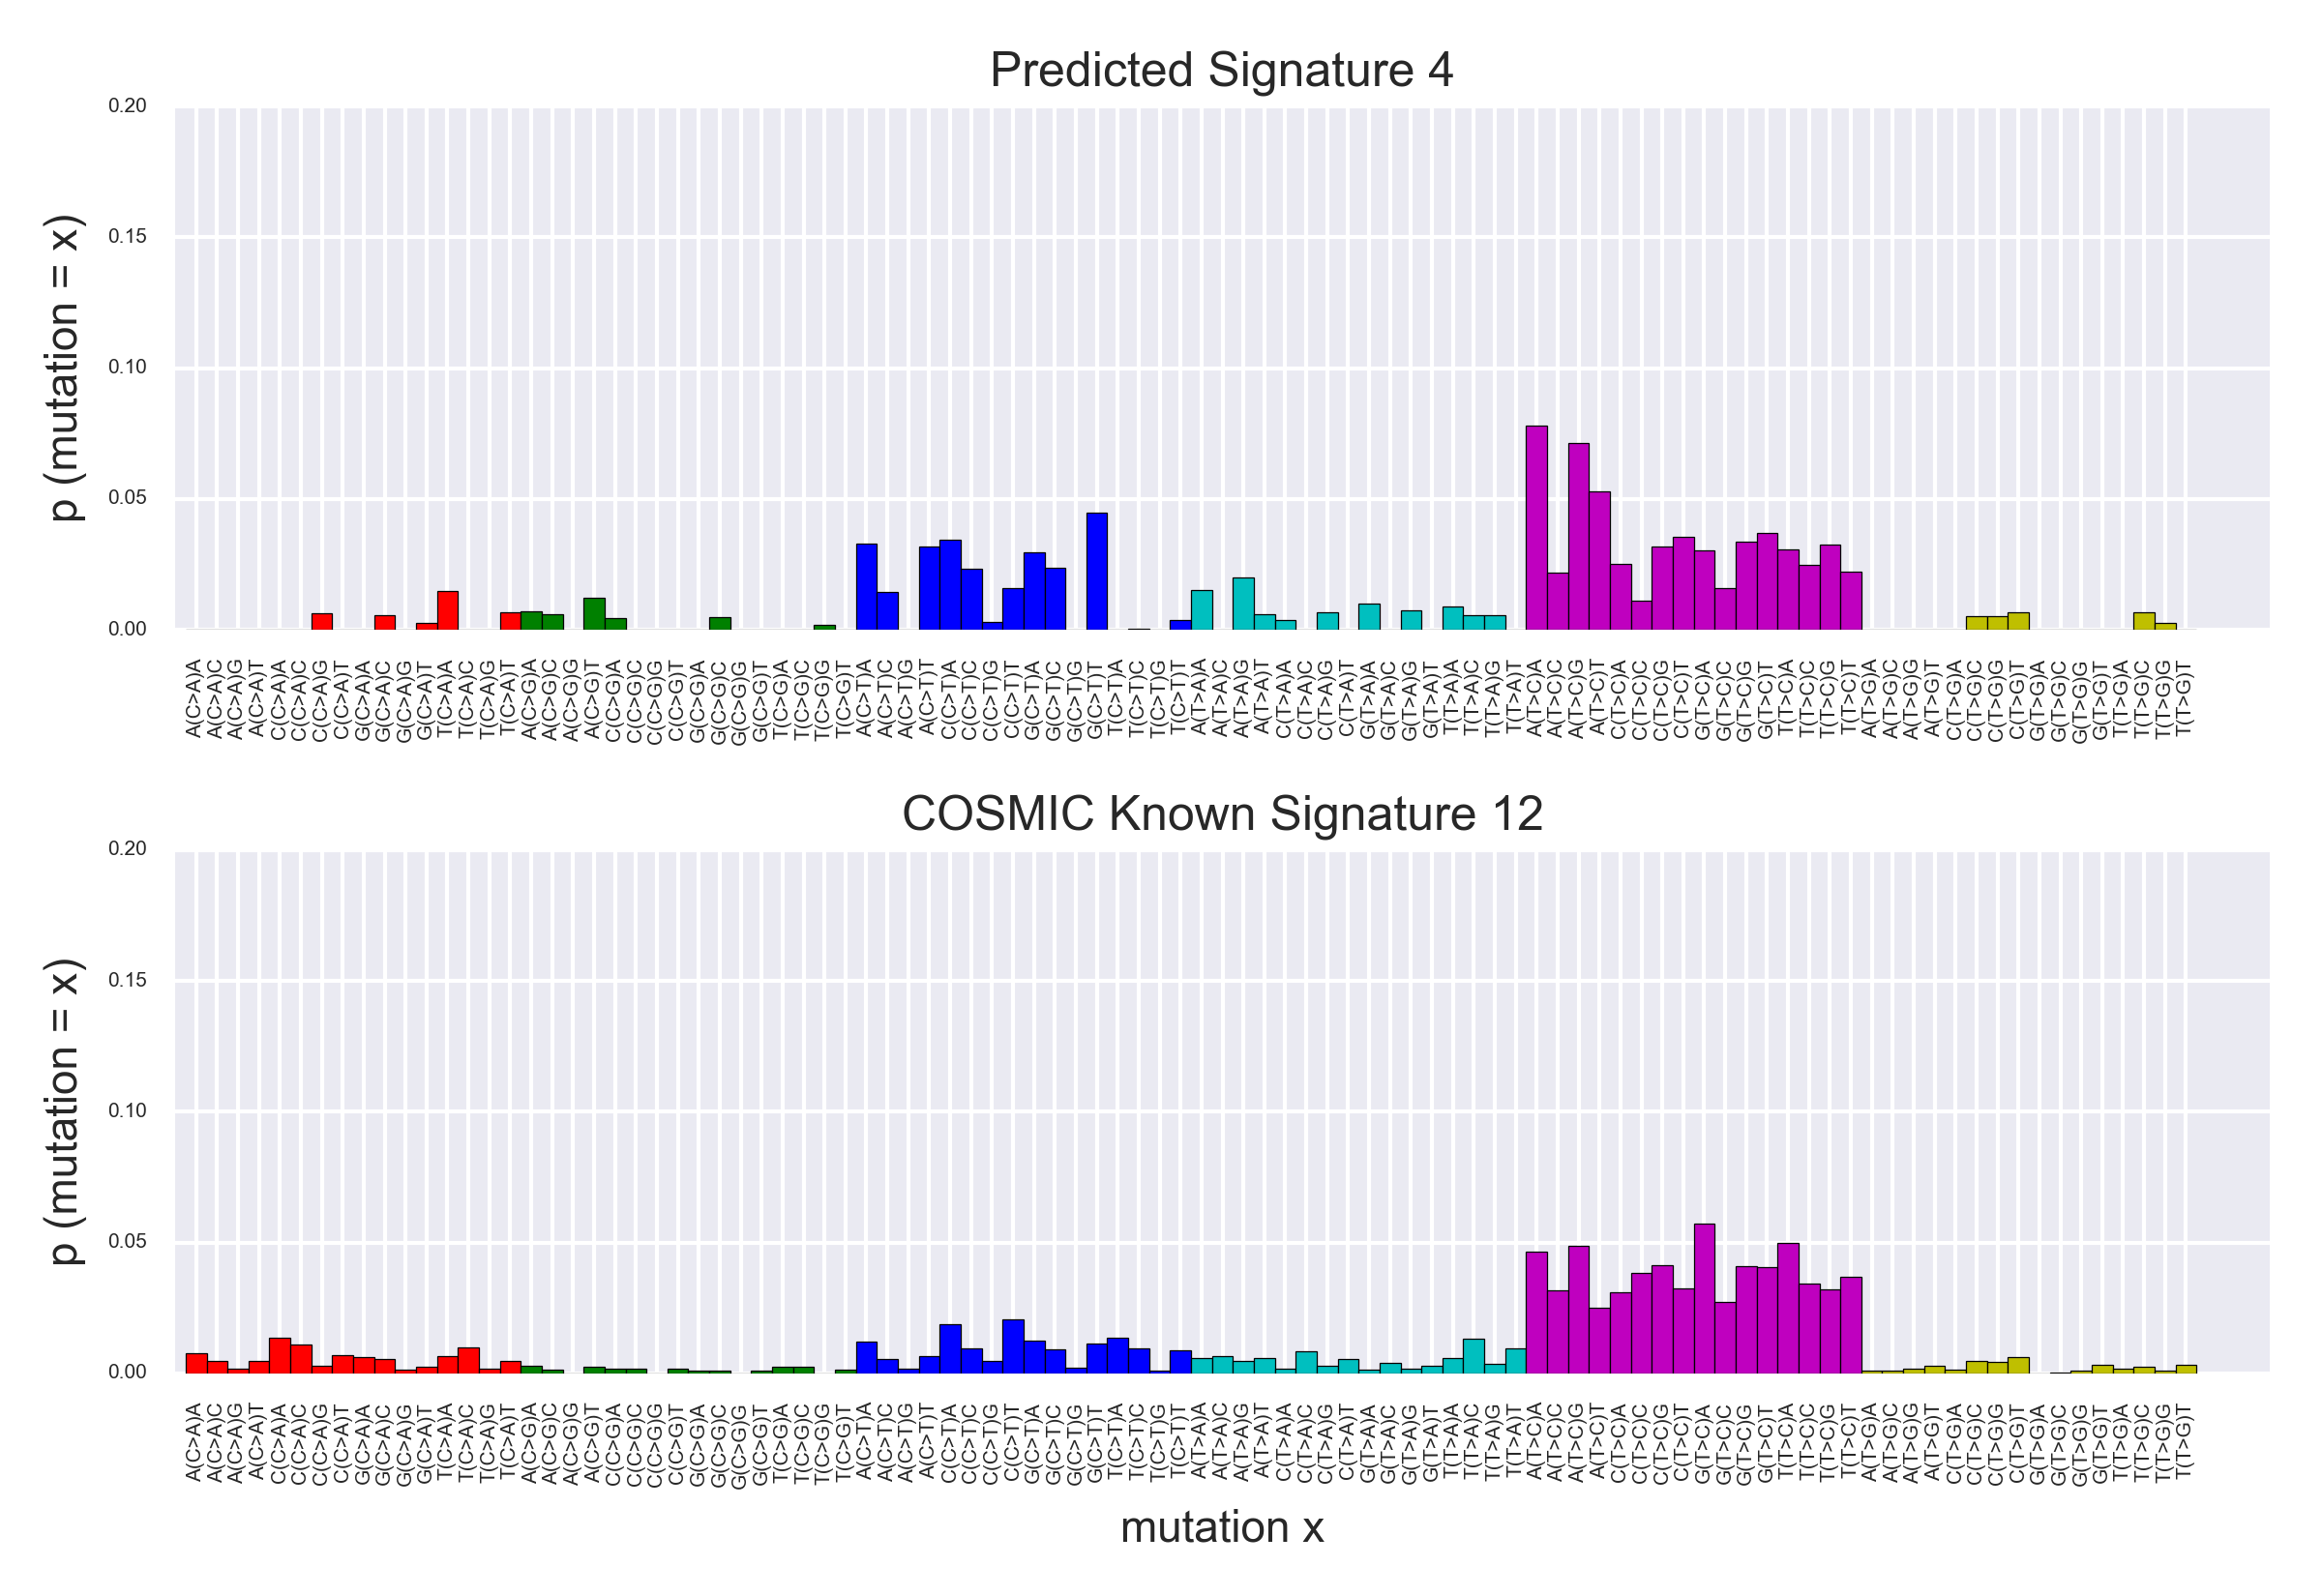 Predicted Signature 4
p (mutation = x)
0.20
0.15
0.10
0.05
0.00
A(C>A)A A(C>A)C A(C>A)G A(C>A)T C(C>A)A C(C>A)C C(C>A)G C(C>A)T G(C>A)A G(C>A)C G(C>A)G G(C>A)T T(C>A)A T(C>A)C T(C>A)G T(C>A)T A(C>G)A A(C>G)C A(C>G)G A(C>G)T C(C>G)A C(C>G)C C(C>G)G C(C>G)T G(C>G)A G(C>G)C G(C>G)G G(C>G)T T(C>G)A T(C>G)C T(C>G)G T(C>G)T A(C>T)A A(C>T)C A(C>T)G A(C>T)T C(C>T)A C(C>T)C C(C>T)G C(C>T)T G(C>T)A G(C>T)C G(C>T)G G(C>T)T T(C>T)A T(C>T)C T(C>T)G T(C>T)T A(T>A)A A(T>A)C A(T>A)G A(T>A)T C(T>A)A C(T>A)C C(T>A)G C(T>A)T G(T>A)A G(T>A)C G(T>A)G G(T>A)T T(T>A)A T(T>A)C T(T>A)G T(T>A)T A(T>C)A A(T>C)C A(T>C)G A(T>C)T C(T>C)A C(T>C)C C(T>C)G C(T>C)T G(T>C)A G(T>C)C G(T>C)G G(T>C)T T(T>C)A T(T>C)C T(T>C)G T(T>C)T A(T>G)A A(T>G)C A(T>G)G A(T>G)T C(T>G)A C(T>G)C C(T>G)G C(T>G)T G(T>G)A G(T>G)C G(T>G)G G(T>G)T T(T>G)A T(T>G)C T(T>G)G T(T>G)T
COSMIC Known Signature 12
p (mutation = x)
0.20
0.15
0.10
0.05
0.00
A(C>A)A A(C>A)C A(C>A)G A(C>A)T C(C>A)A C(C>A)C C(C>A)G C(C>A)T G(C>A)A G(C>A)C G(C>A)G G(C>A)T T(C>A)A T(C>A)C T(C>A)G T(C>A)T A(C>G)A A(C>G)C A(C>G)G A(C>G)T C(C>G)A C(C>G)C C(C>G)G C(C>G)T G(C>G)A G(C>G)C G(C>G)G G(C>G)T T(C>G)A T(C>G)C T(C>G)G T(C>G)T A(C>T)A A(C>T)C A(C>T)G A(C>T)T C(C>T)A C(C>T)C C(C>T)G C(C>T)T G(C>T)A G(C>T)C G(C>T)G G(C>T)T T(C>T)A T(C>T)C T(C>T)G T(C>T)T A(T>A)A A(T>A)C A(T>A)G A(T>A)T C(T>A)A C(T>A)C C(T>A)G C(T>A)T G(T>A)A G(T>A)C G(T>A)G G(T>A)T T(T>A)A T(T>A)C T(T>A)G T(T>A)T A(T>C)A A(T>C)C A(T>C)G A(T>C)T C(T>C)A C(T>C)C C(T>C)G C(T>C)T G(T>C)A G(T>C)C G(T>C)G G(T>C)T T(T>C)A T(T>C)C T(T>C)G T(T>C)T A(T>G)A A(T>G)C A(T>G)G A(T>G)T C(T>G)A C(T>G)C C(T>G)G C(T>G)T G(T>G)A G(T>G)C G(T>G)G G(T>G)T T(T>G)A T(T>G)C T(T>G)G T(T>G)T
mutation x